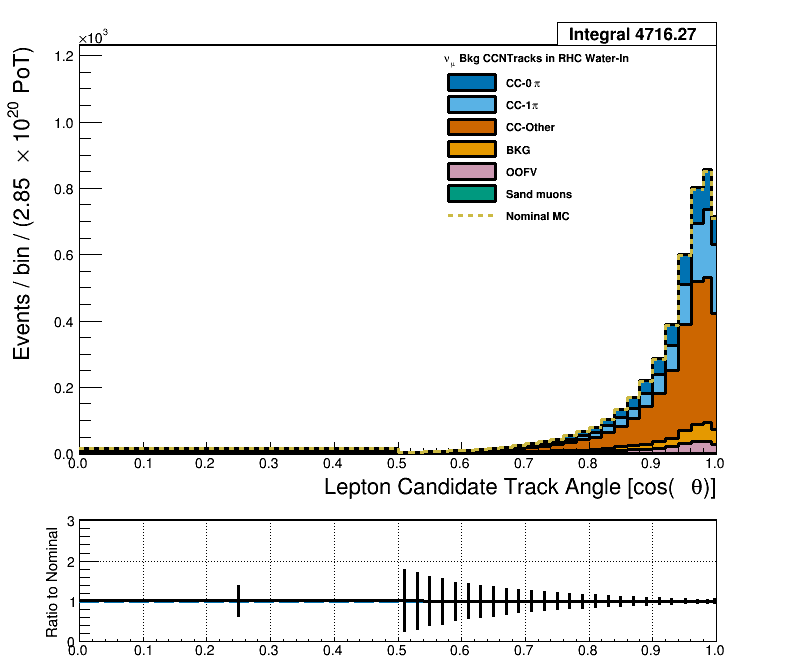 Integral 4716.27
×10³
ν_μ Bkg CCNTracks in RHC Water-In
CC-0 π
CC-1π
CC-Other
BKG
OOFV
Sand muons
Nominal MC
Events / bin / (2.85 × 10²⁰ PoT)
1.2
1.0
0.8
0.6
0.4
0.2
0.0
0.0 0.1 0.2 0.3 0.4 0.5 0.6 0.7 0.8 0.9 1.0
Lepton Candidate Track Angle [cos( θ)]
Ratio to Nominal
3
2
1
0
0.0 0.1 0.2 0.3 0.4 0.5 0.6 0.7 0.8 0.9 1.0